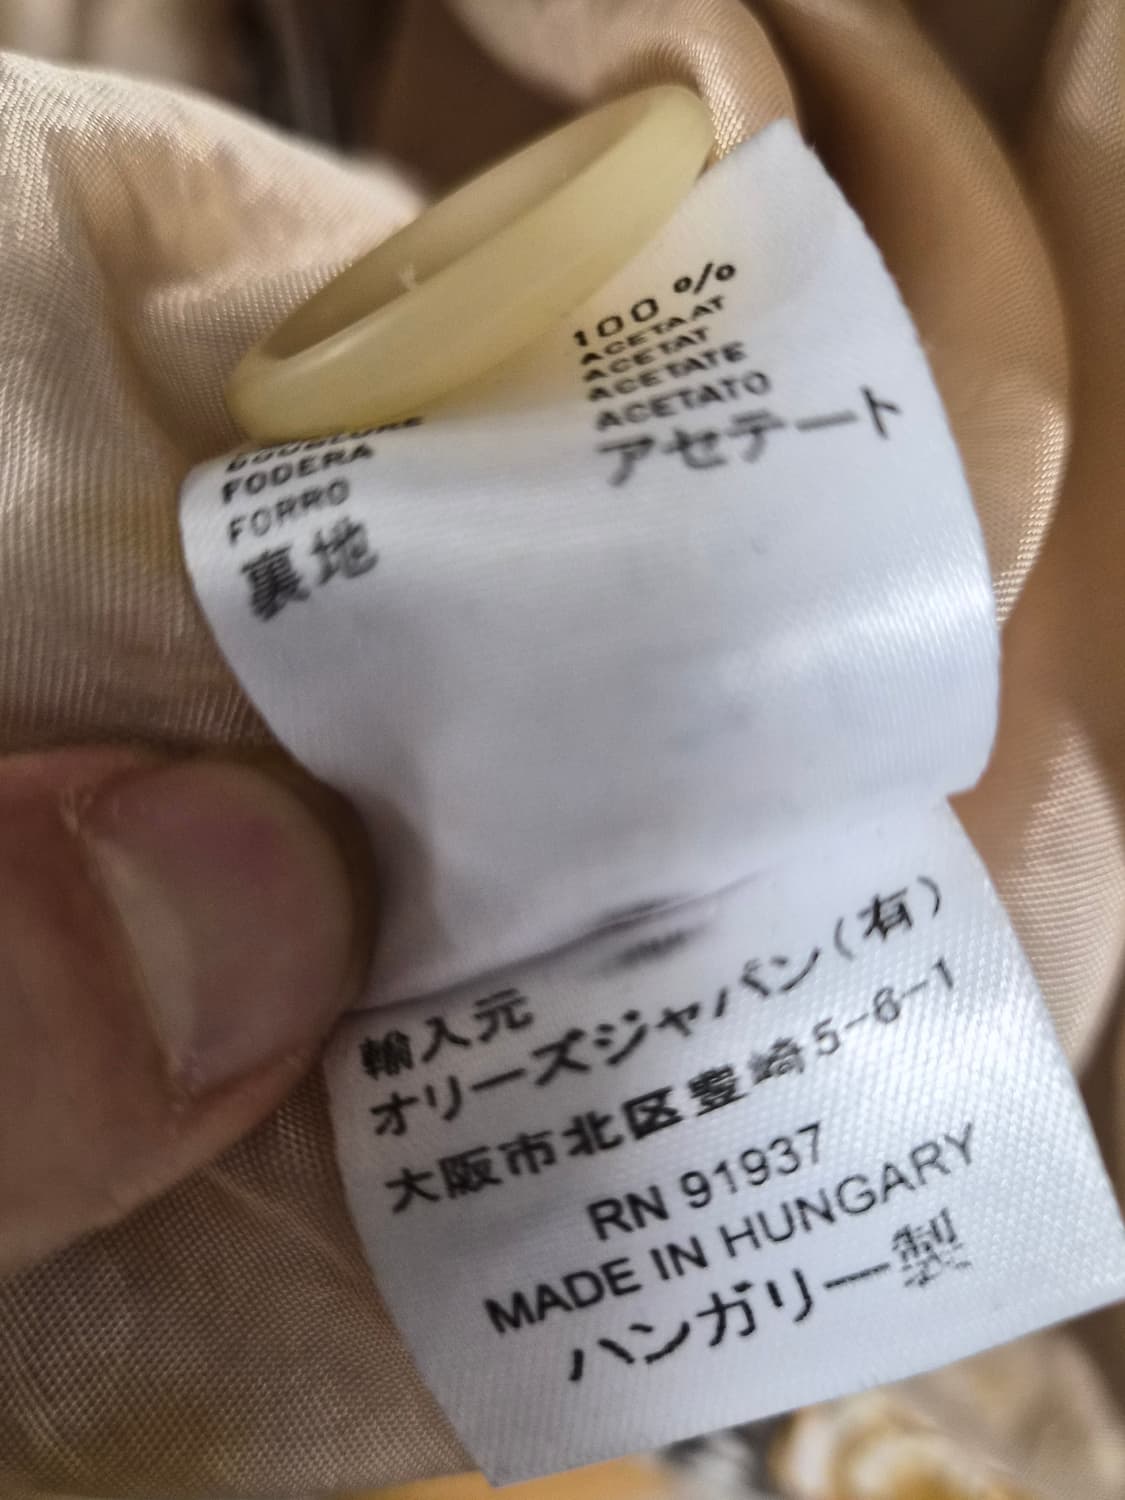 100 %
ACETAAT
ACETAT
ACETATE
ACETATO
アセテート
FODERA
FORRO
裏地
輸入元
オリーズジャパン(有)
大阪市北区豊崎5-6-1
RN 91937
MADE IN HUNGARY
ハンガリー製